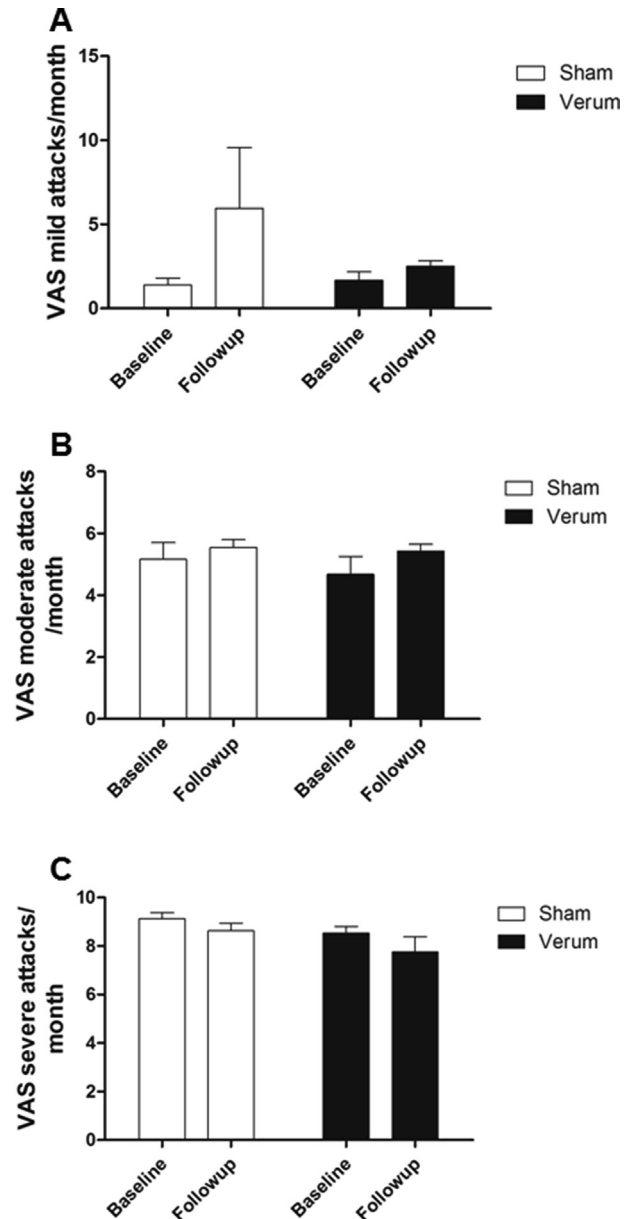 A
VAS mild attacks/month
15
10
5
0
Baseline
Followup
Baseline
Followup
Sham
Verum
B
VAS moderate attacks
/month
8
6
4
2
0
Baseline
Followup
Baseline
Followup
Sham
Verum
C
VAS severe attacks/
month
10
8
6
4
2
0
Baseline
Followup
Baseline
Followup
Sham
Verum